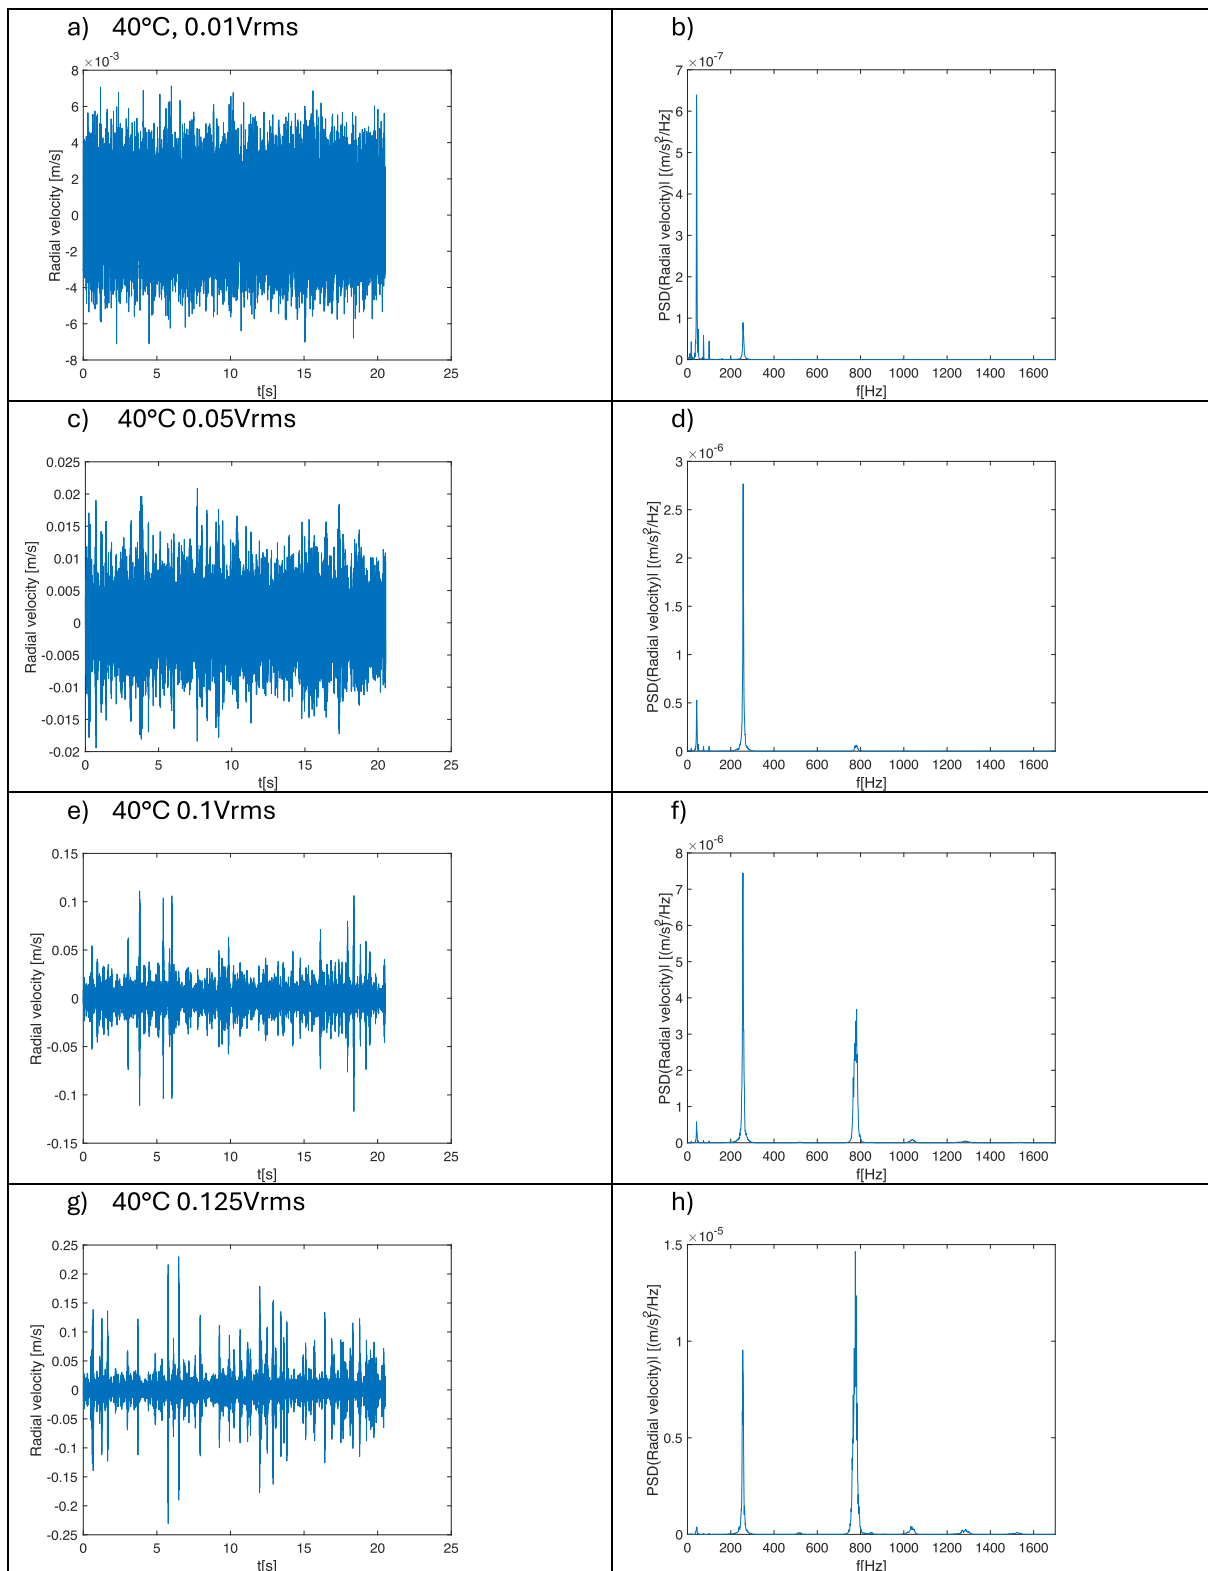 a) 40°C, 0.01Vrms
×10-3
8
6
4
2
0
-2
-4
-6
-8
Radial velocity [m/s]
0 5 10 15 20 25
t[s]
b)
×10-7
7
6
5
4
3
2
1
0
PSD(Radial velocity)| [(m/s)2/Hz]
0 200 400 600 800 1000 1200 1400 1600
f[Hz]
c) 40°C 0.05Vrms
0.025
0.02
0.015
0.01
0.005
0
-0.005
-0.01
-0.015
-0.02
Radial velocity [m/s]
0 5 10 15 20 25
t[s]
d)
×10-6
3
2.5
2
1.5
1
0.5
0
PSD(Radial velocity)| [(m/s)2/Hz]
0 200 400 600 800 1000 1200 1400 1600
f[Hz]
e) 40°C 0.1Vrms
0.15
0.1
0.05
0
-0.05
-0.1
-0.15
Radial velocity [m/s]
0 5 10 15 20 25
t[s]
f)
×10-6
8
7
6
5
4
3
2
1
0
PSD(Radial velocity)| [(m/s)2/Hz]
0 200 400 600 800 1000 1200 1400 1600
f[Hz]
g) 40°C 0.125Vrms
0.25
0.2
0.15
0.1
0.05
0
-0.05
-0.1
-0.15
-0.2
-0.25
Radial velocity [m/s]
0 5 10 15 20 25
t[s]
h)
×10-5
1.5
1
0.5
0
PSD(Radial velocity)| [(m/s)2/Hz]
0 200 400 600 800 1000 1200 1400 1600
f[Hz]